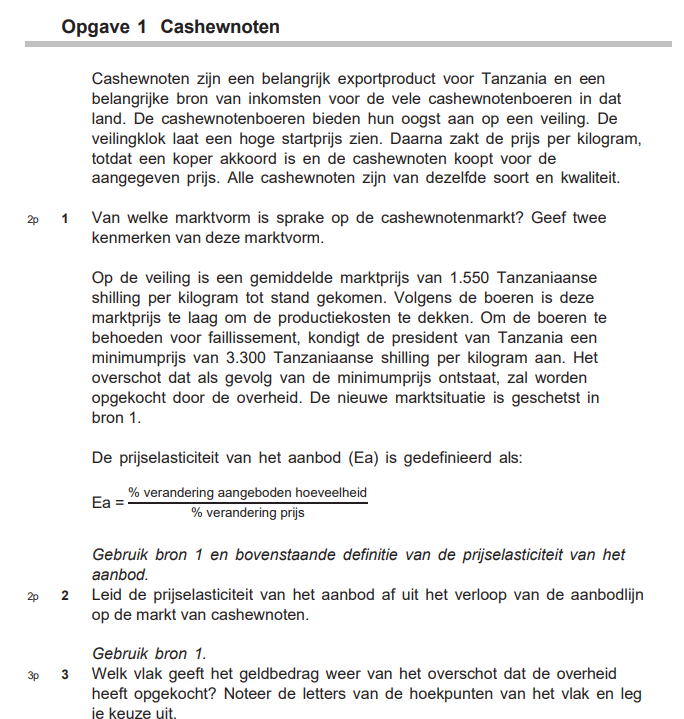 Opgave 1 Cashewnoten
Cashewnoten zijn een belangrijk exportproduct voor Tanzania en een
belangrijke bron van inkomsten voor de vele cashewnotenboeren in dat
land. De cashewnotenboeren bieden hun oogst aan op een veiling. De
veilingklok laat een hoge startprijs zien. Daarna zakt de prijs per kilogram,
totdat een koper akkoord is en de cashewnoten koopt voor de
aangegeven prijs. Alle cashewnoten zijn van dezelfde soort en kwaliteit.
2p 1 Van welke marktvorm is sprake op de cashewnotenmarkt? Geef twee
kenmerken van deze marktvorm.
Op de veiling is een gemiddelde marktprijs van 1.550 Tanzaniaanse
shilling per kilogram tot stand gekomen. Volgens de boeren is deze
marktprijs te laag om de productiekosten te dekken. Om de boeren te
behoeden voor faillissement, kondigt de president van Tanzania een
minimumprijs van 3.300 Tanzaniaanse shilling per kilogram aan. Het
overschot dat als gevolg van de minimumprijs ontstaat, zal worden
opgekocht door de overheid. De nieuwe marktsituatie is geschetst in
bron 1.
De prijselasticiteit van het aanbod (Ea) is gedefinieerd als:
% verandering aangeboden hoeveelheid
Ea =
% verandering prijs
Gebruik bron 1 en bovenstaande definitie van de prijselasticiteit van het
aanbod.
2p 2 Leid de prijselasticiteit van het aanbod af uit het verloop van de aanbodlijn
op de markt van cashewnoten.
Gebruik bron 1.
3p 3 Welk vlak geeft het geldbedrag weer van het overschot dat de overheid
heeft opgekocht? Noteer de letters van de hoekpunten van het vlak en leg
je keuze uit.